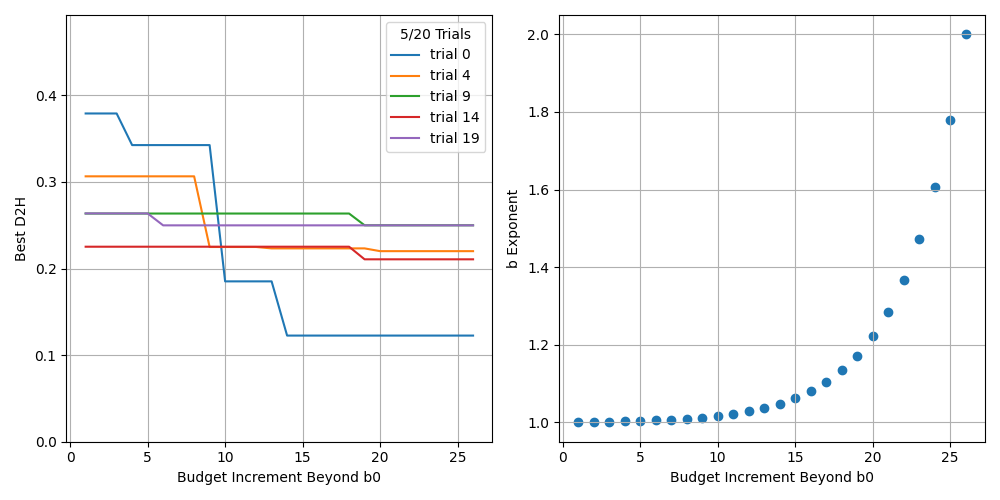 5/20 Trials
trial 0
trial 4
trial 9
trial 14
trial 19
Best D2H
0.4
0.3
0.2
0.1
0.0
0 5 10 15 20 25
Budget Increment Beyond b0
b Exponent
2.0
1.8
1.6
1.4
1.2
1.0
0 5 10 15 20 25
Budget Increment Beyond b0